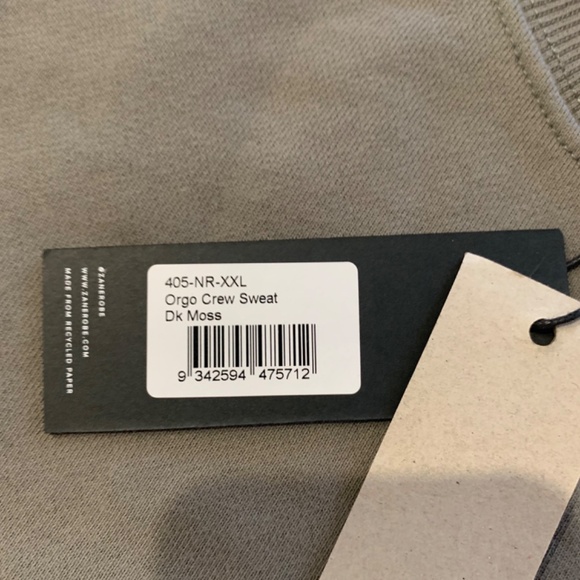 405-NR-XXL
Orgo Crew Sweat
Dk Moss
9 342594 475712
@ZANEROBE
WWW.ZANEROBE.COM
MADE FROM RECYCLED PAPER